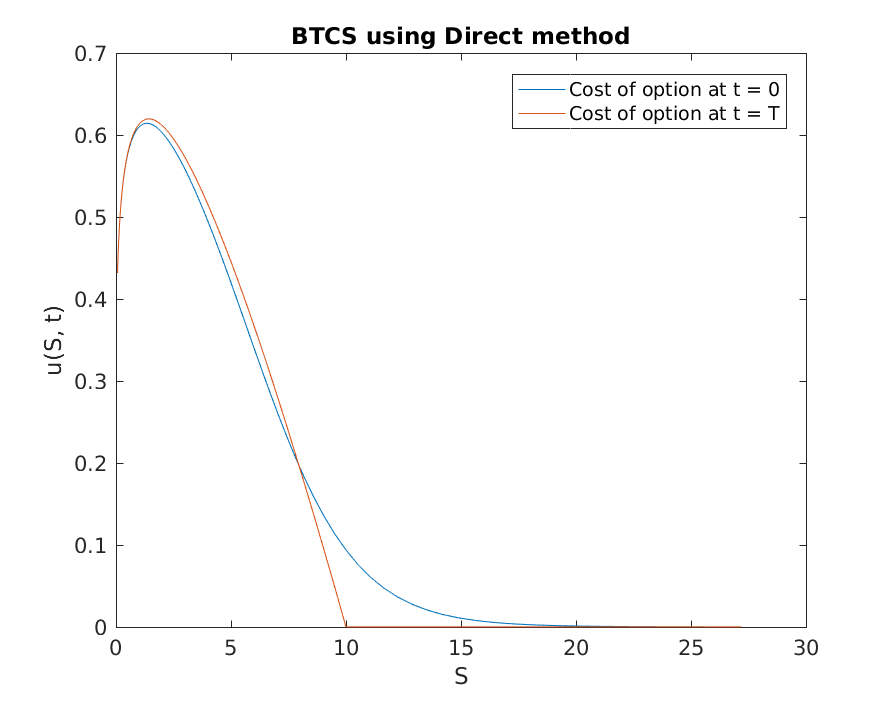 BTCS using Direct method
0.7
0.6
0.5
0.4
0.3
0.2
0.1
0
u(S, t)
Cost of option at t = 0
Cost of option at t = T
0 5 10 15 20 25 30
S